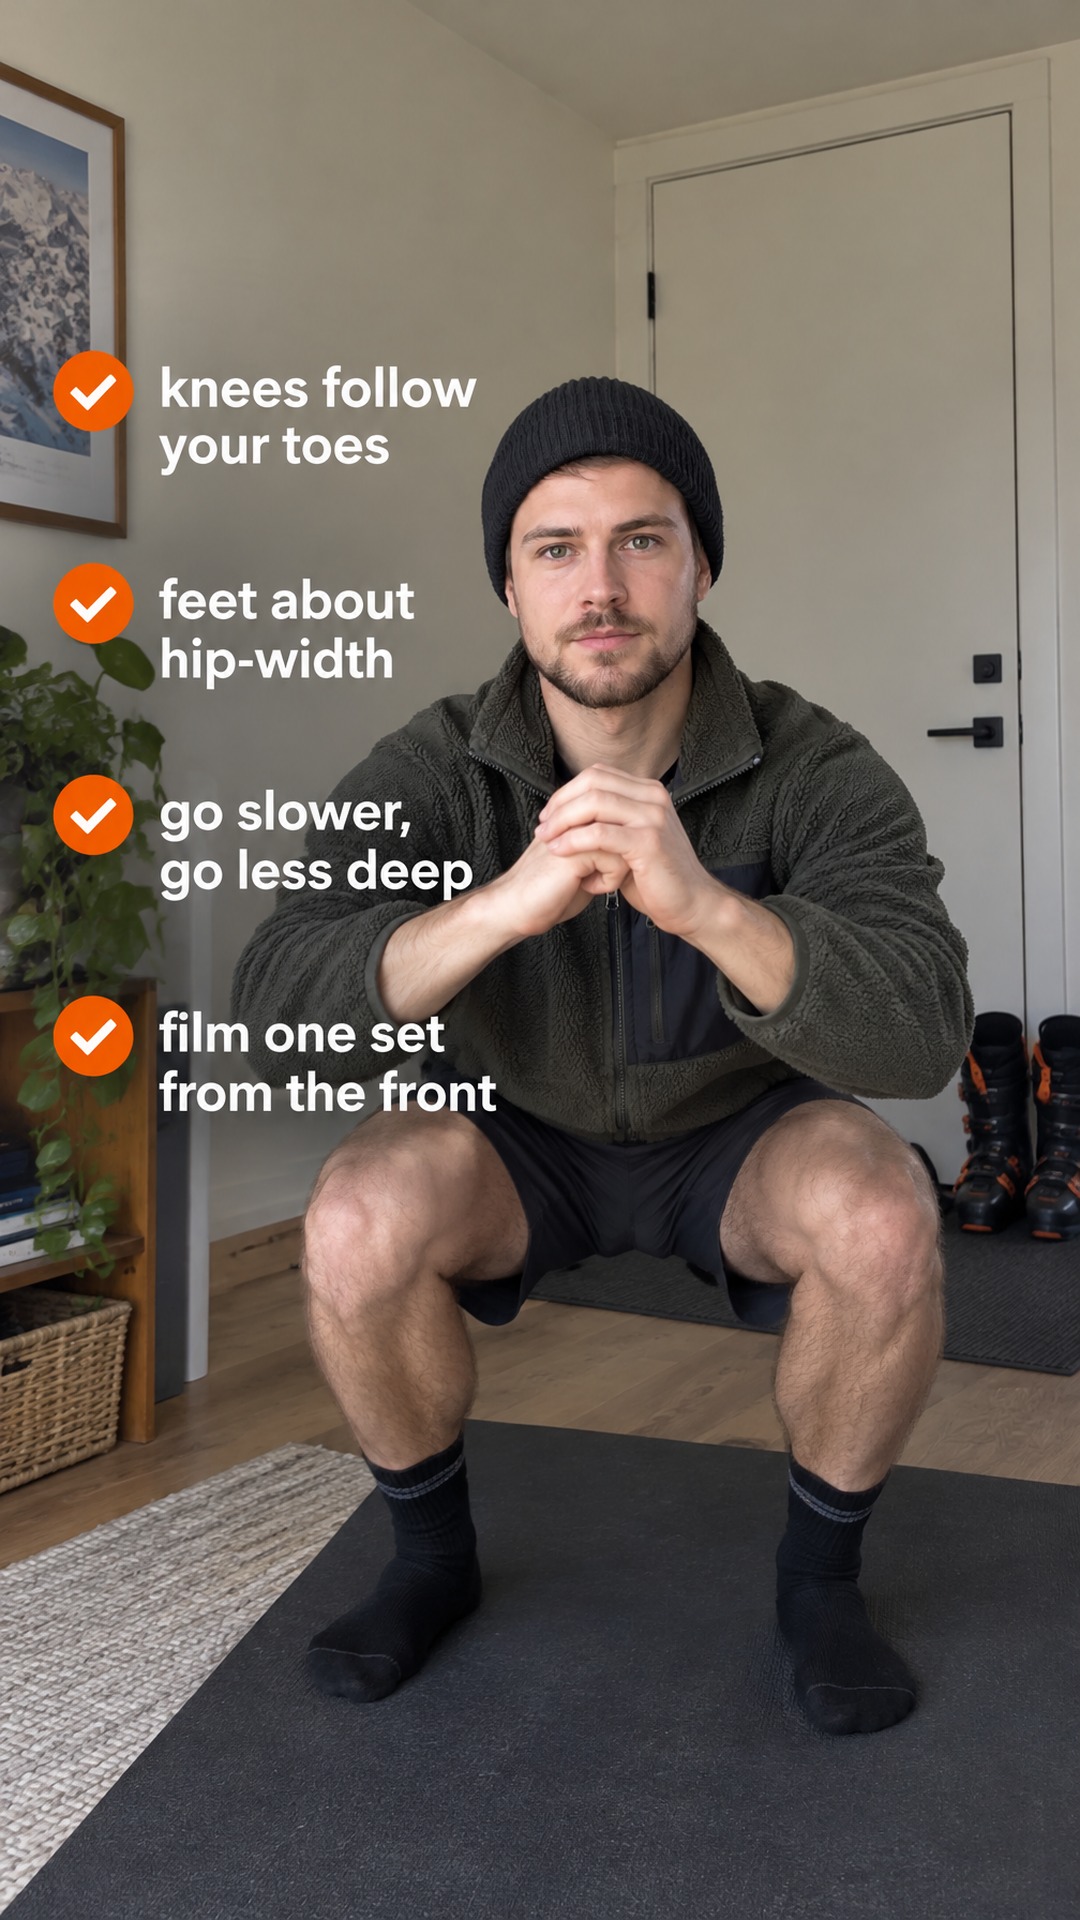 knees follow
your toes
feet about
hip-width
go slower,
go less deep
film one set
from the front